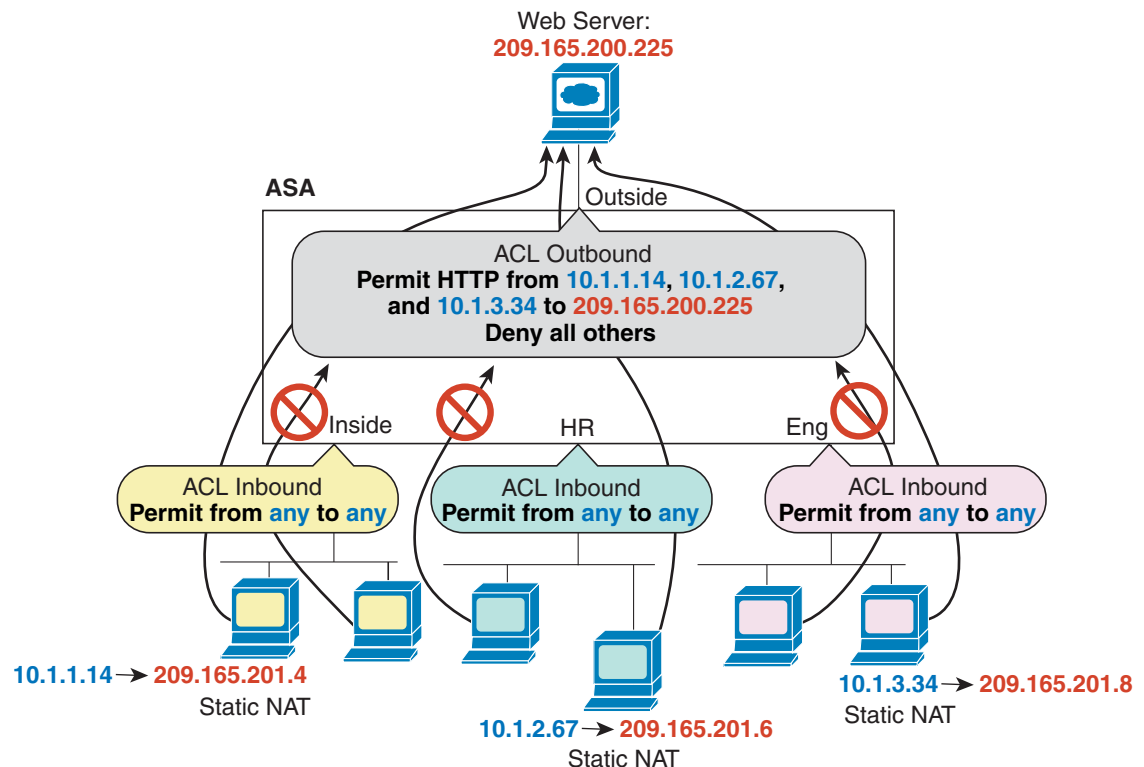 Web Server:
209.165.200.225
ASA
Outside
ACL Outbound
Permit HTTP from 10.1.1.14, 10.1.2.67,
and 10.1.3.34 to 209.165.200.225
Deny all others
Inside
HR
Eng
ACL Inbound
Permit from any to any
ACL Inbound
Permit from any to any
ACL Inbound
Permit from any to any
10.1.1.14 209.165.201.4
Static NAT
10.1.2.67 209.165.201.6
Static NAT
10.1.3.34 209.165.201.8
Static NAT